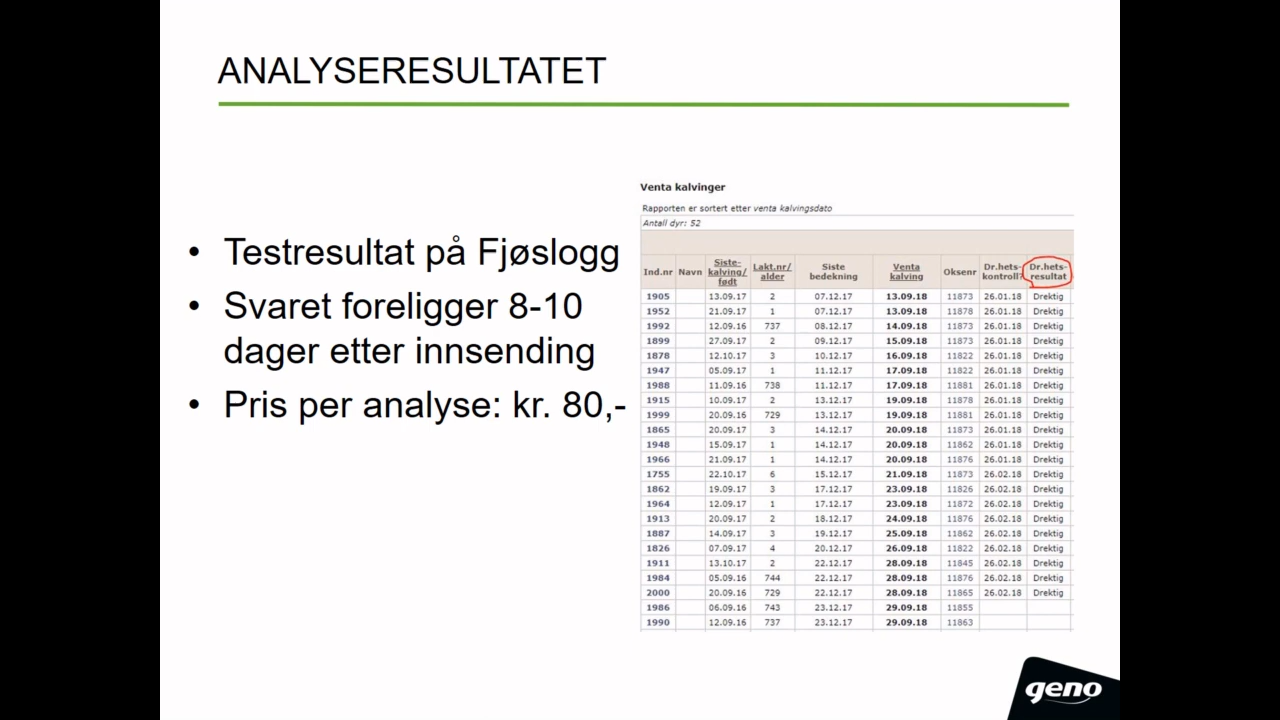 ANALYSERESULTATET
• Testresultat på Fjøslogg
• Svaret foreligger 8-10
dager etter innsending
• Pris per analyse: kr. 80,-
Venta kalvinger
Rapporten er sortert etter venta kalvingsdato
Antall dyr: 52
Ind.nr Navn Siste-kalving/født Lakt.nr/alder Siste bedekning Venta kalving Oksenr Dr.hets-kontroll? Dr.hets-resultat
1905 13.09.17 2 07.12.17 13.09.18 11873 26.01.18 Drektig
1952 21.09.17 1 07.12.17 13.09.18 11878 26.01.18 Drektig
1992 12.09.16 737 08.12.17 14.09.18 11873 26.01.18 Drektig
1899 27.09.17 2 09.12.17 15.09.18 11873 26.01.18 Drektig
1878 12.10.17 3 10.12.17 16.09.18 11822 26.01.18 Drektig
1947 05.09.17 1 11.12.17 17.09.18 11822 26.01.18 Drektig
1988 11.09.16 738 11.12.17 17.09.18 11881 26.01.18 Drektig
1915 10.09.17 2 13.12.17 19.09.18 11878 26.01.18 Drektig
1999 20.09.16 729 13.12.17 19.09.18 11881 26.01.18 Drektig
1865 20.09.17 3 14.12.17 20.09.18 11873 26.01.18 Drektig
1948 15.09.17 1 14.12.17 20.09.18 11862 26.01.18 Drektig
1966 21.09.17 1 14.12.17 20.09.18 11876 26.01.18 Drektig
1755 22.10.17 6 15.12.17 21.09.18 11873 26.02.18 Drektig
1862 19.09.17 3 17.12.17 23.09.18 11826 26.02.18 Drektig
1964 12.09.17 1 17.12.17 23.09.18 11872 26.02.18 Drektig
1913 20.09.17 2 18.12.17 24.09.18 11876 26.02.18 Drektig
1887 14.09.17 3 19.12.17 25.09.18 11862 26.02.18 Drektig
1826 07.09.17 4 20.12.17 26.09.18 11822 26.02.18 Drektig
1911 13.10.17 2 22.12.17 28.09.18 11845 26.02.18 Drektig
1984 05.09.16 744 22.12.17 28.09.18 11876 26.02.18 Drektig
2000 20.09.16 729 22.12.17 28.09.18 11865 26.02.18 Drektig
1986 06.09.16 743 23.12.17 29.09.18 11855
1990 12.09.16 737 23.12.17 29.09.18 11863
geno